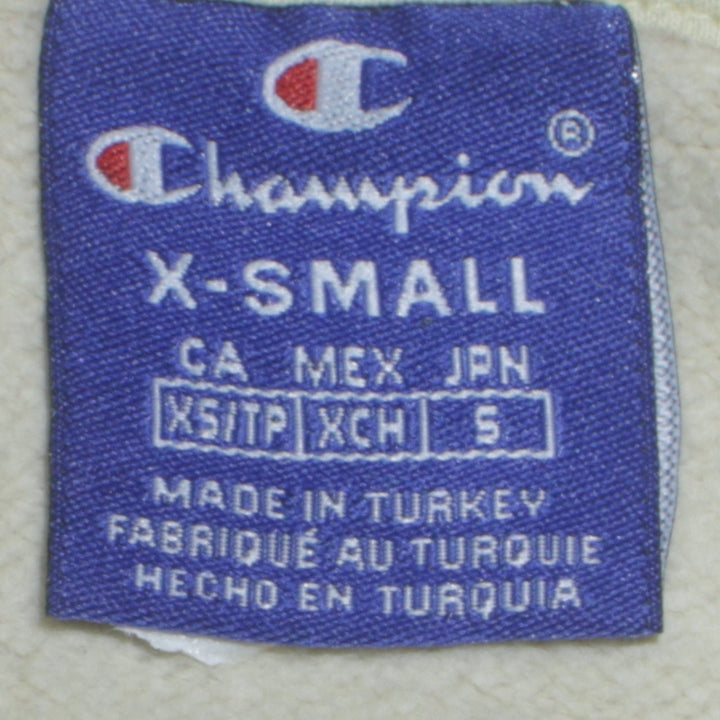 Champion®
X-SMALL
CA MEX JPN
XS/TP XCH S
MADE IN TURKEY
FABRIQUÉ AU TURQUIE
HECHO EN TURQUIA